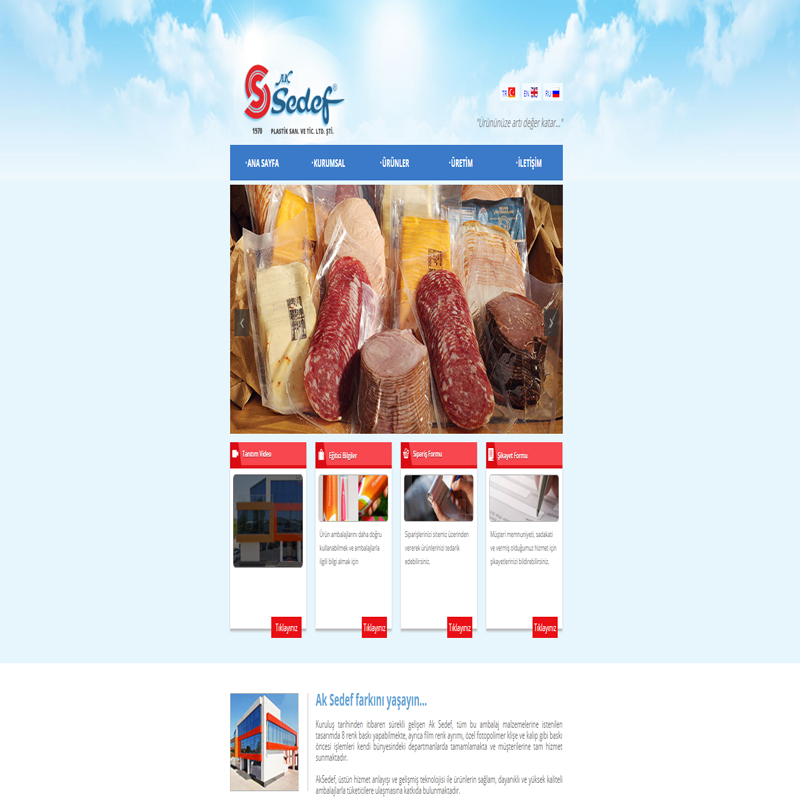 AK
Sedef®
1970 PLASTİK SAN. VE TİC. LTD. ŞTİ.
TR EN RU
"Ürününüze artı değer katar..."
·ANA SAYFA ·KURUMSAL ·ÜRÜNLER ·ÜRETİM ·İLETİŞİM
Tanıtım Video
Eğitici Bilgiler
Sipariş Formu
Şikayet Formu
Ürün ambalajlarını daha doğru
kullanabilmek ve ambalajlarla
ilgili bilgi almak için
Siparişlerinizi sitemiz üzerinden
vererek ürünlerinizi tedarik
edebilirsiniz.
Müşteri memnuniyeti, sadakati
ve vermiş olduğumuz hizmet için
şikayetlerinizi bildirebilirsiniz.
Tıklayınız Tıklayınız Tıklayınız Tıklayınız
Ak Sedef farkını yaşayın...
Kuruluş tarihinden itibaren sürekli gelişen Ak Sedef, tüm bu ambalaj malzemelerine istenilen
tasarımda 8 renk baskı yapabilmekte, ayrıca film renk ayrımı, özel fotopolimer klişe ve kalıp gibi baskı
öncesi işlemleri kendi bünyesindeki departmanlarda tamamlamakta ve müşterilerine tam hizmet
sunmaktadır.
AkSedef, üstün hizmet anlayışı ve gelişmiş teknolojisi ile ürünlerin sağlam, dayanıklı ve yüksek kaliteli
ambalajlarla tüketicilere ulaşmasına katkıda bulunmaktadır.